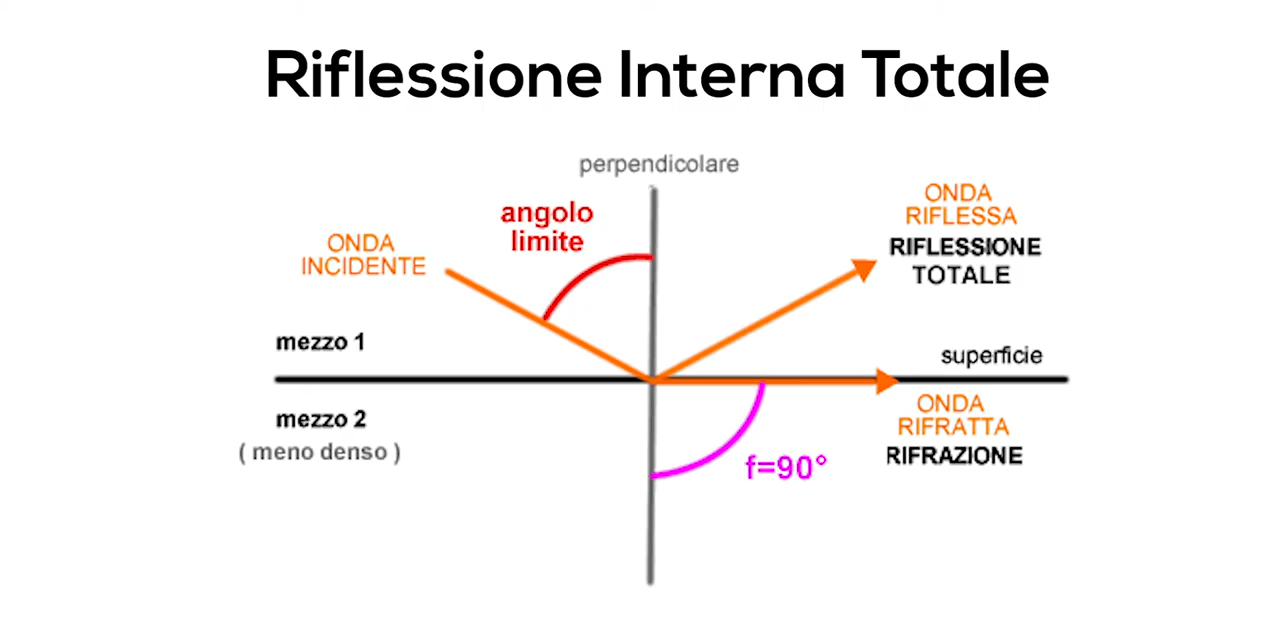 Riflessione Interna Totale
perpendicolare
angolo
limite
ONDA
INCIDENTE
ONDA
RIFLESSA
RIFLESSIONE
TOTALE
mezzo 1
superficie
mezzo 2
( meno denso )
ONDA
RIFRATTA
RIFRAZIONE
f=90°